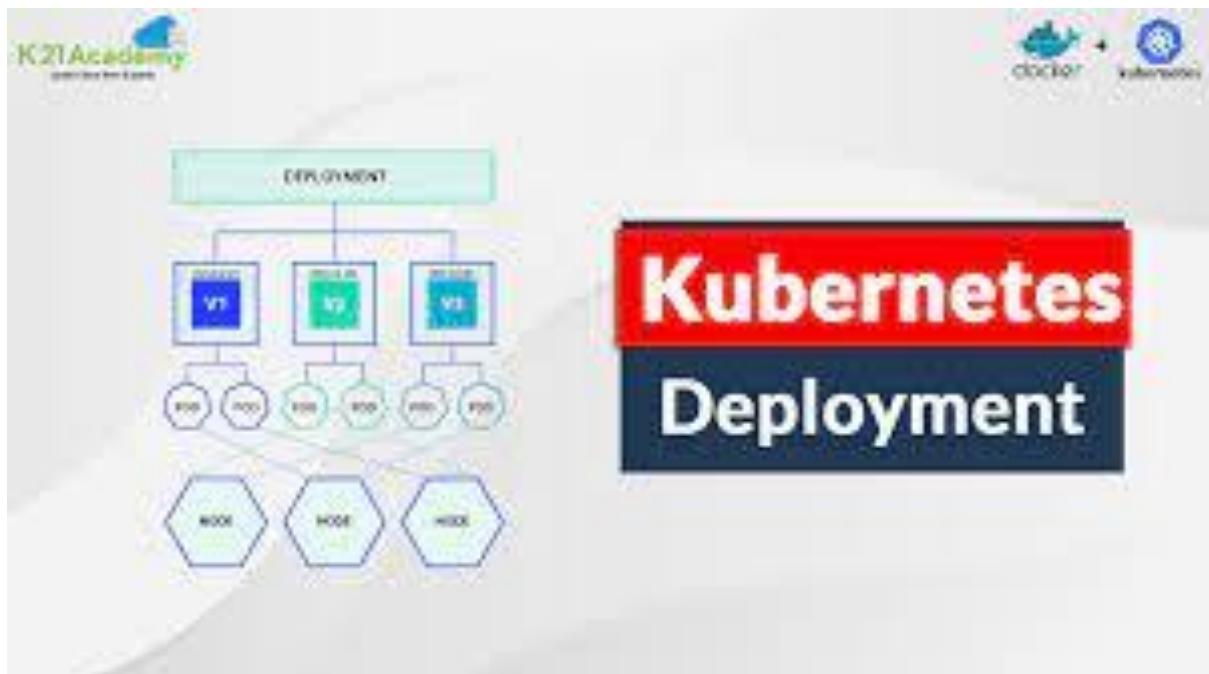 K21Academy
docker + kubernetes
DEPLOYMENT
V1 V2 V3
POD POD POD POD POD POD
NODE NODE NODE
Kubernetes
Deployment